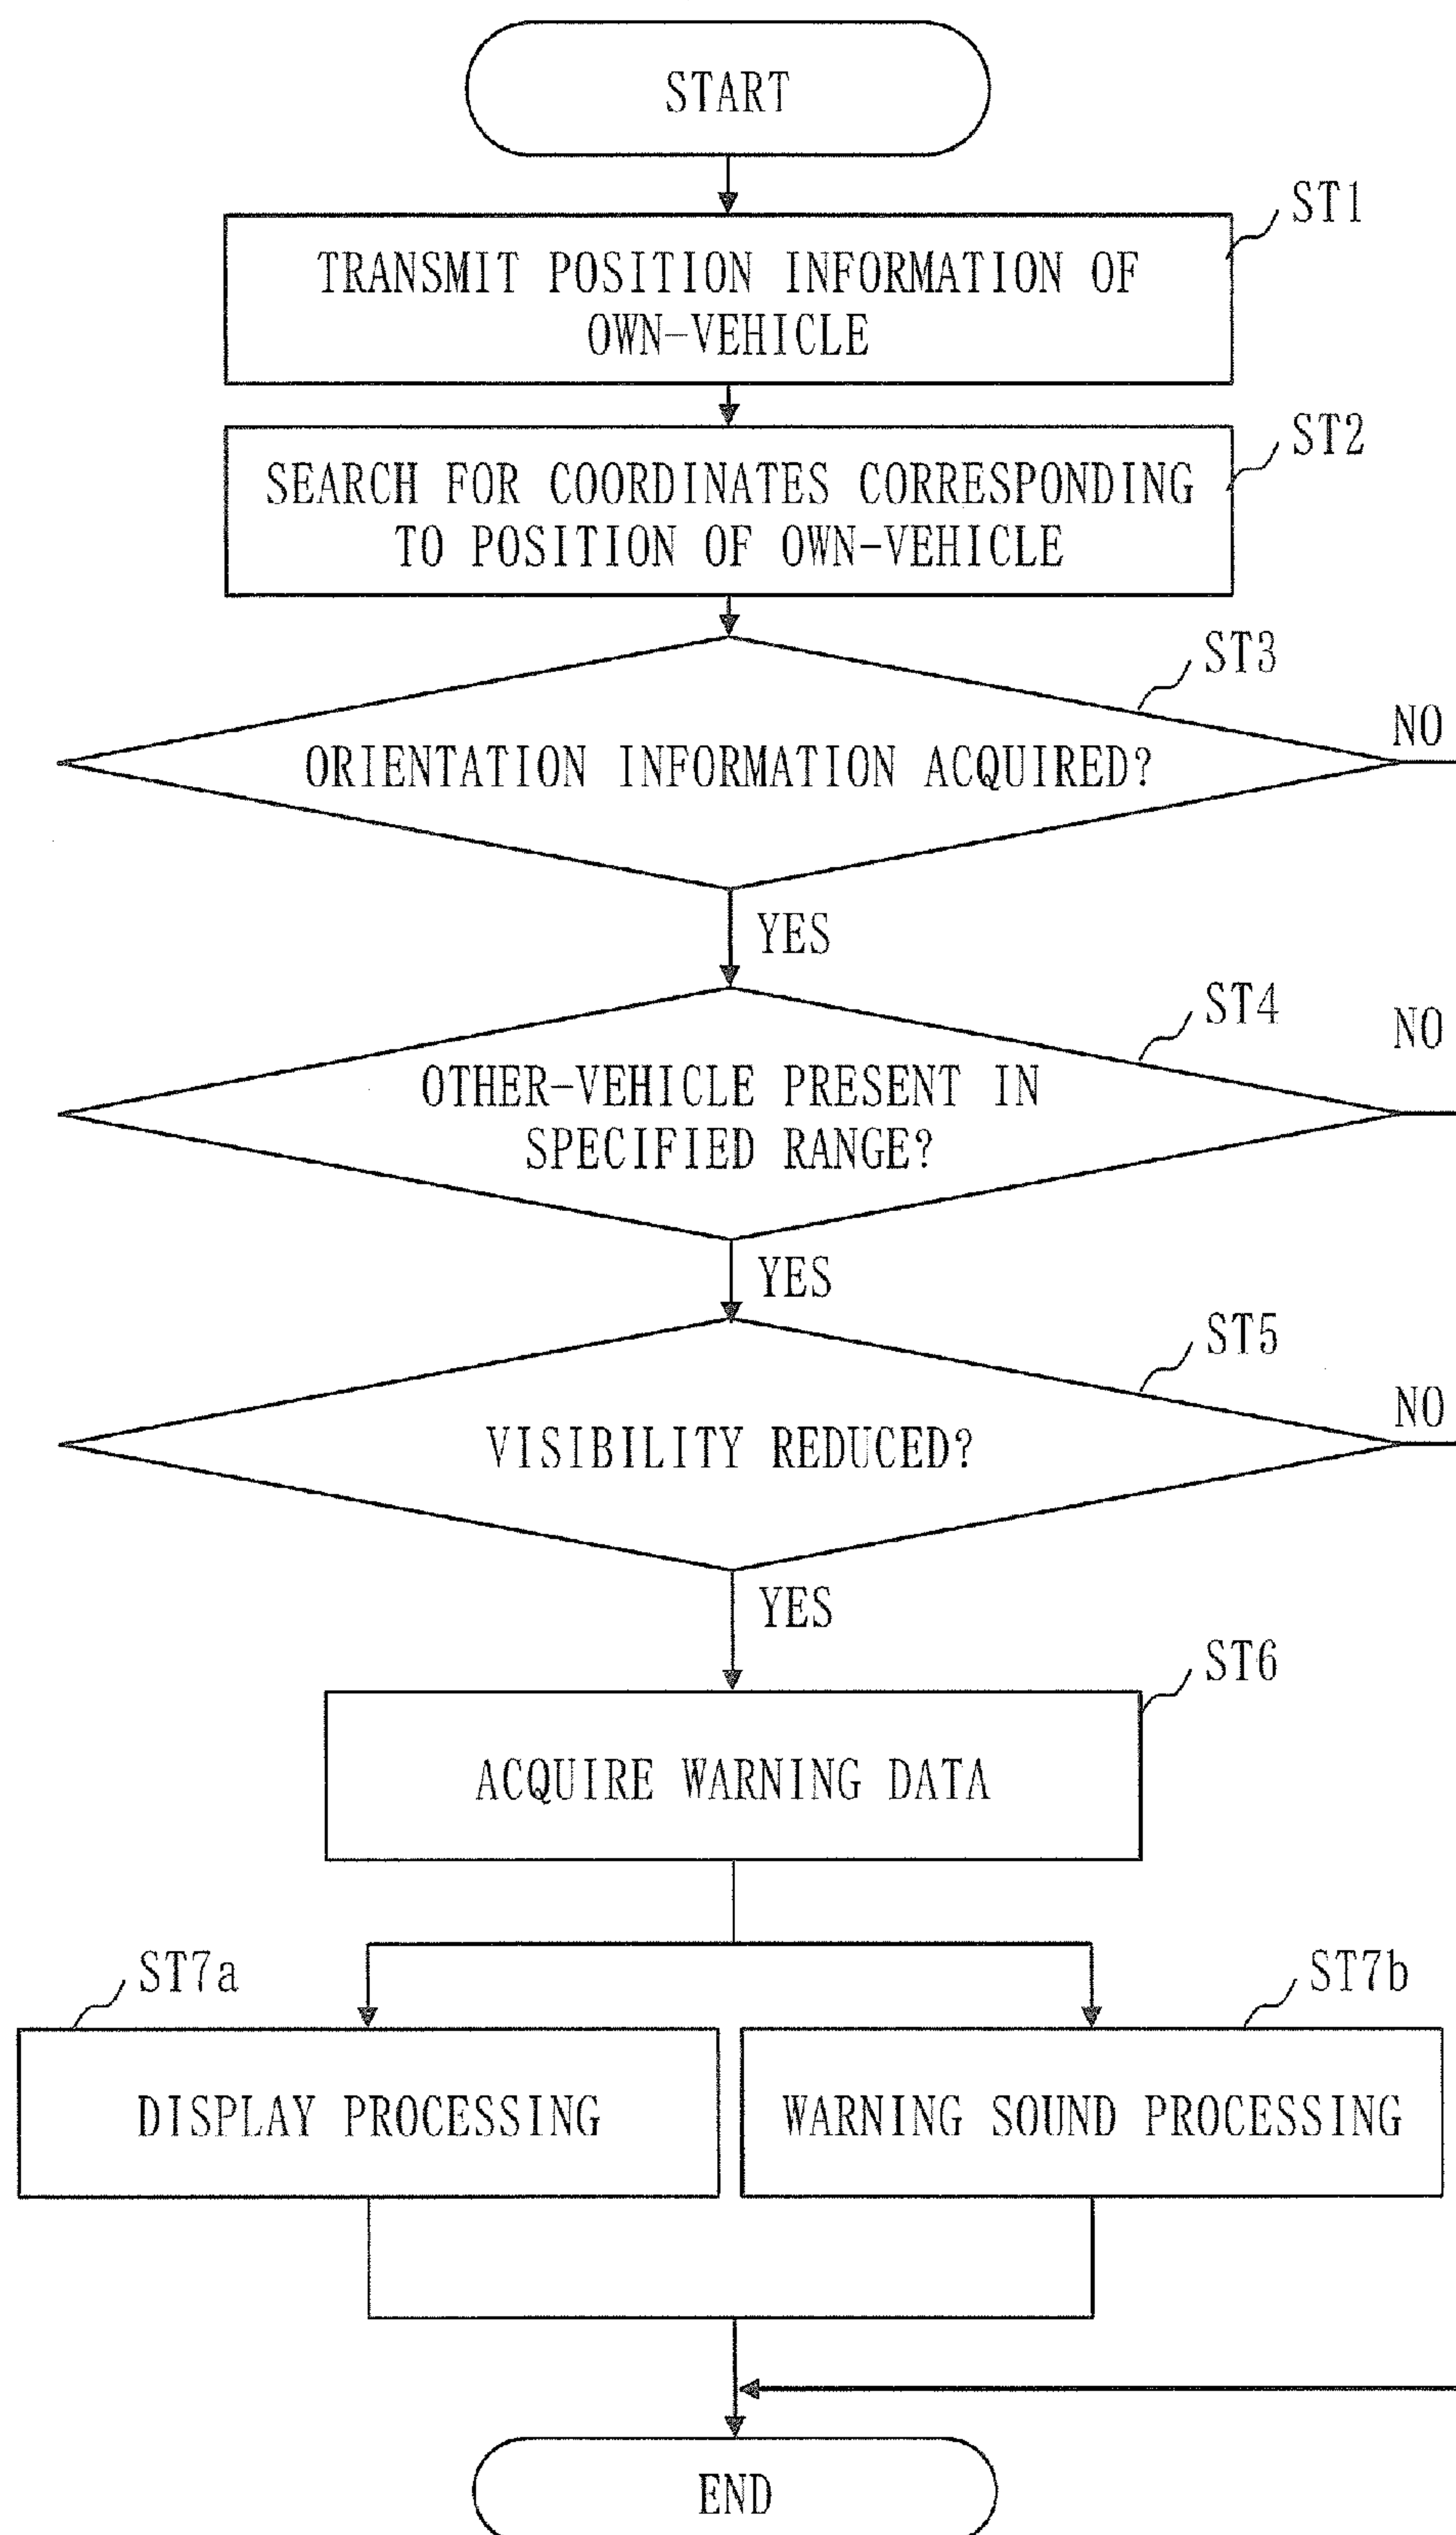 START
ST1
TRANSMIT POSITION INFORMATION OF
OWN-VEHICLE
ST2
SEARCH FOR COORDINATES CORRESPONDING
TO POSITION OF OWN-VEHICLE
ST3
NO
ORIENTATION INFORMATION ACQUIRED?
YES
ST4
NO
OTHER-VEHICLE PRESENT IN
SPECIFIED RANGE?
YES
ST5
NO
VISIBILITY REDUCED?
YES
ST6
ACQUIRE WARNING DATA
ST7a
ST7b
DISPLAY PROCESSING
WARNING SOUND PROCESSING
END